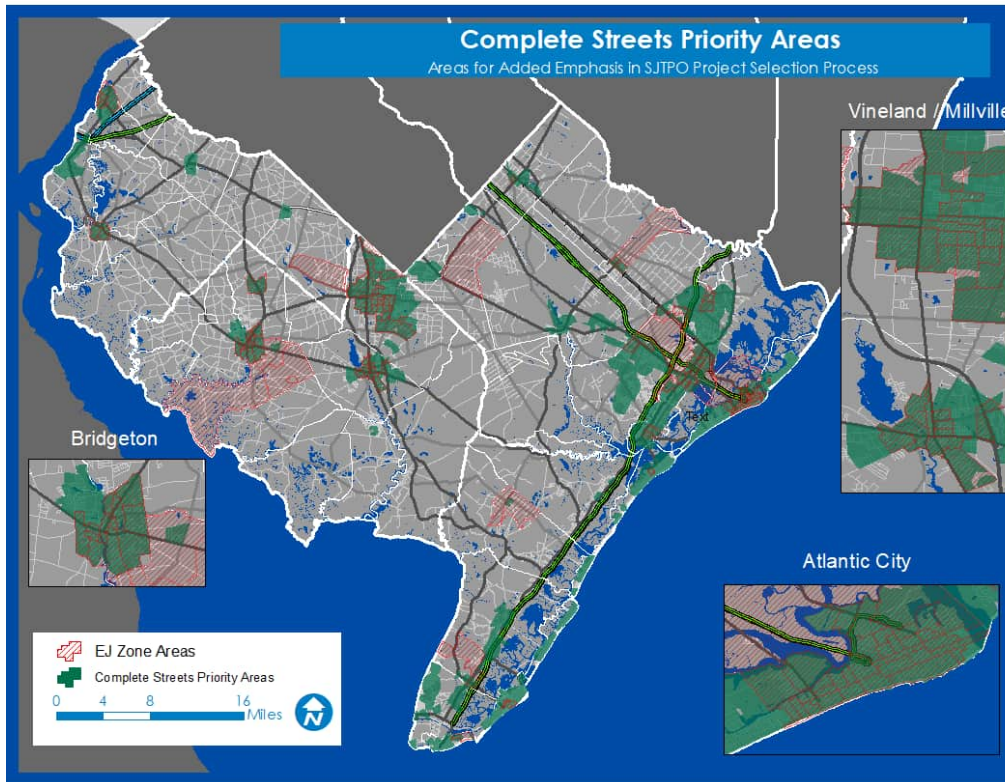 Complete Streets Priority Areas
Areas for Added Emphasis in SJTPO Project Selection Process
Vineland / Millville
Text
Bridgeton
Atlantic City
EJ Zone Areas
Complete Streets Priority Areas
0 4 8 16
Miles
N